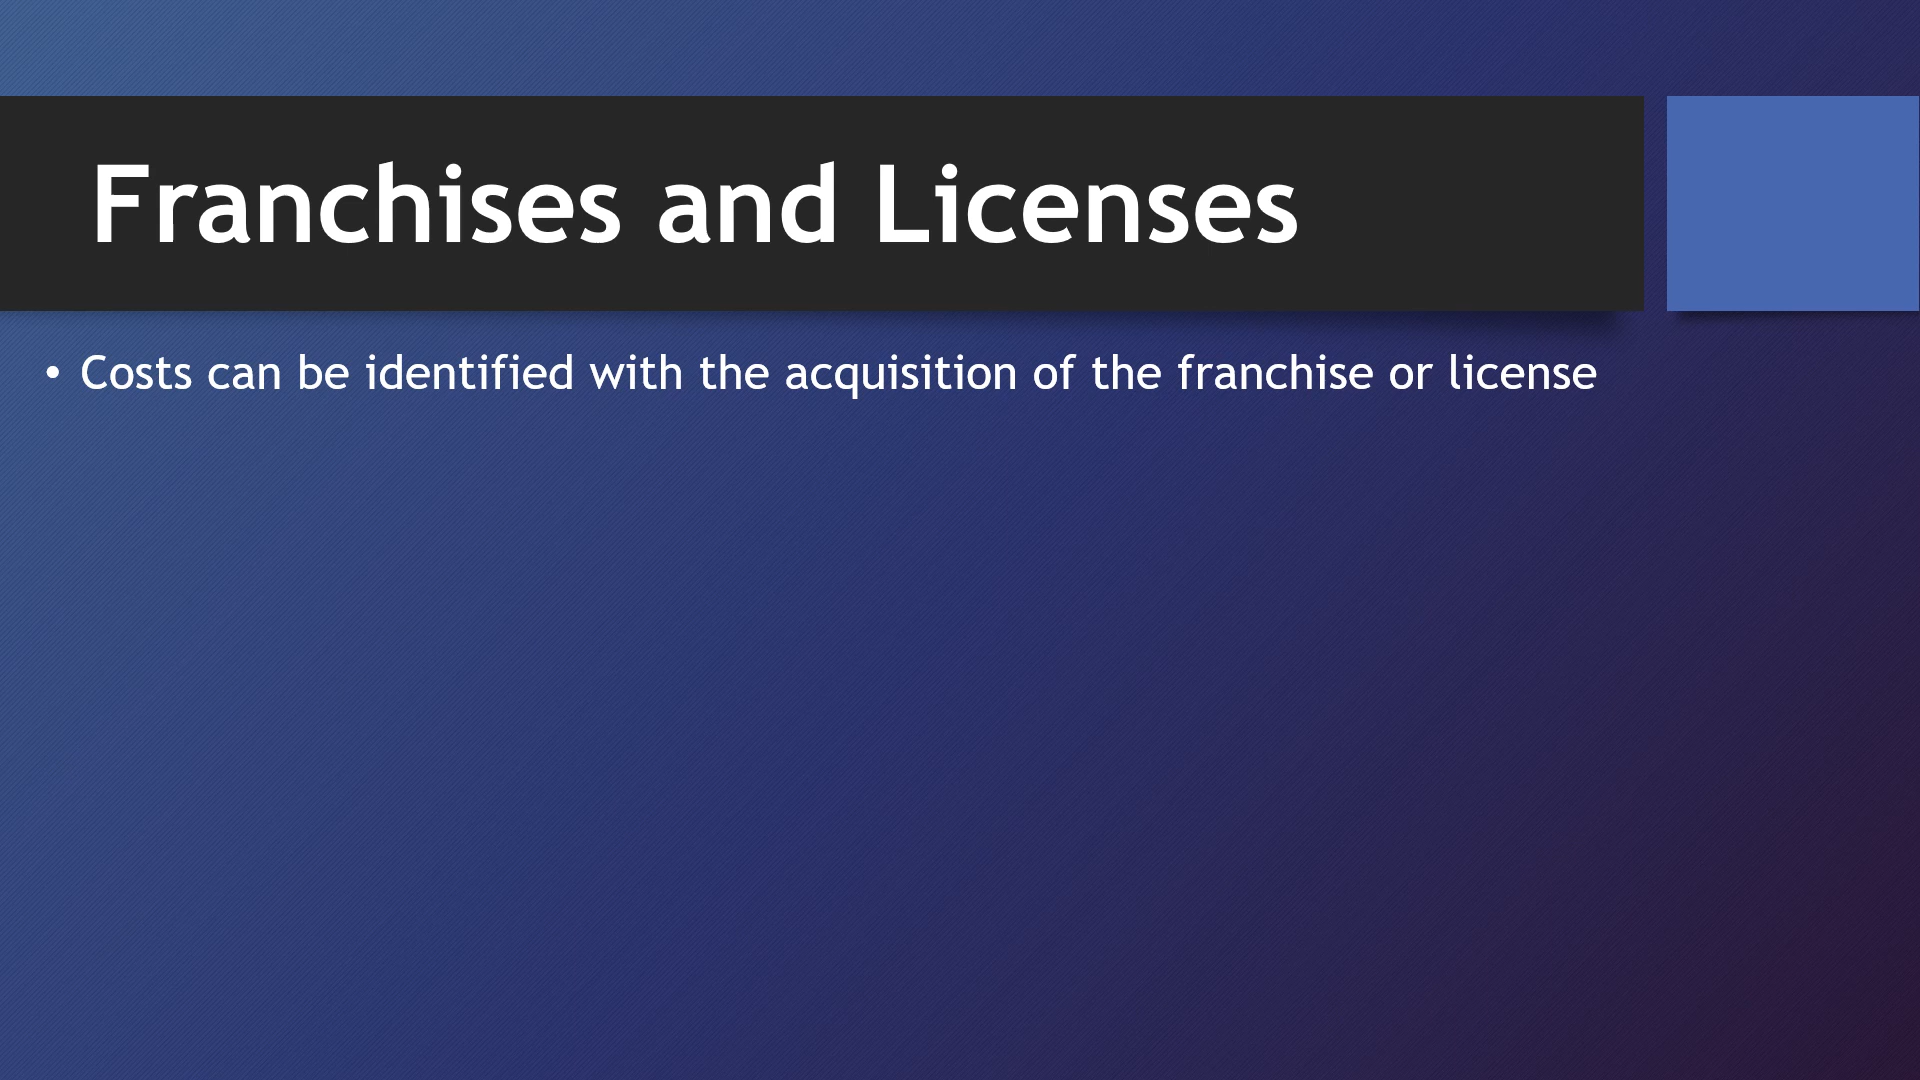 Franchises and Licenses
• Costs can be identified with the acquisition of the franchise or license